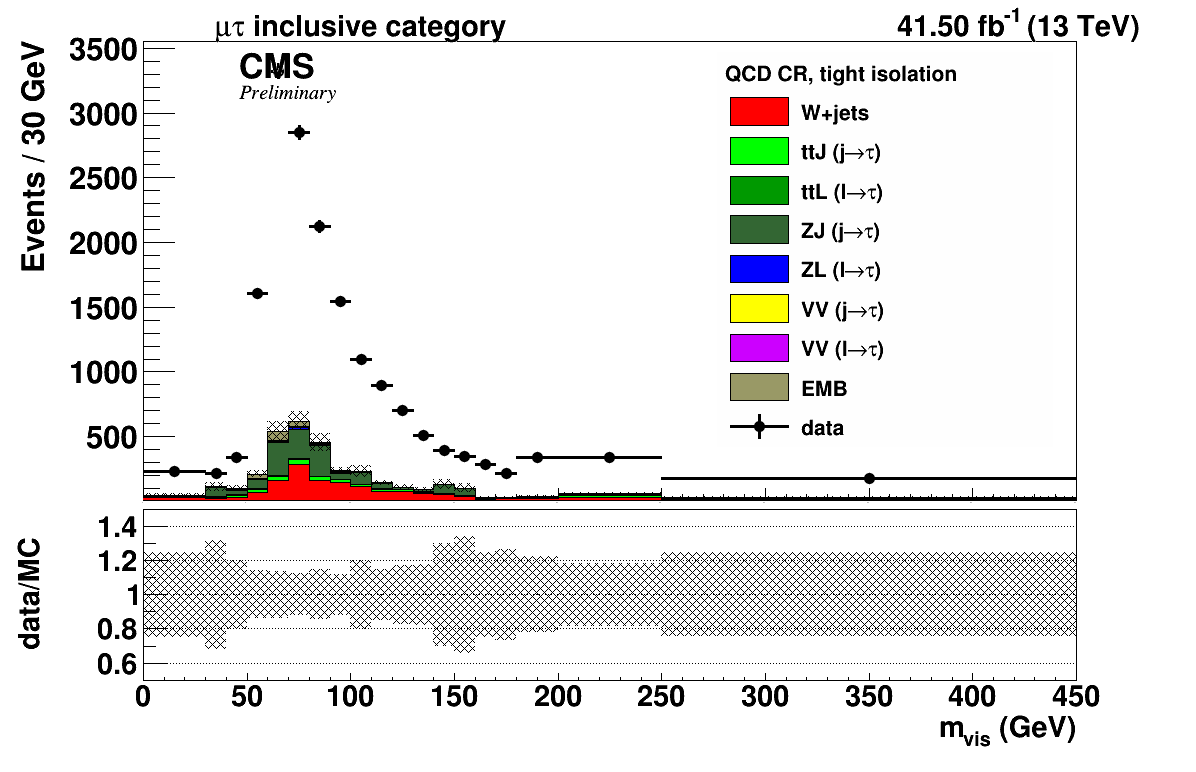 μτ inclusive category
41.50 fb-1 (13 TeV)
CMS
Preliminary
Events / 30 GeV
3500
3000
2500
2000
1500
1000
500
QCD CR, tight isolation
W+jets
ttJ (j→τ)
ttL (l→τ)
ZJ (j→τ)
ZL (l→τ)
VV (j→τ)
VV (l→τ)
EMB
data
data/MC
1.4
1.2
1
0.8
0.6
0 50 100 150 200 250 300 350 400 450
mvis (GeV)